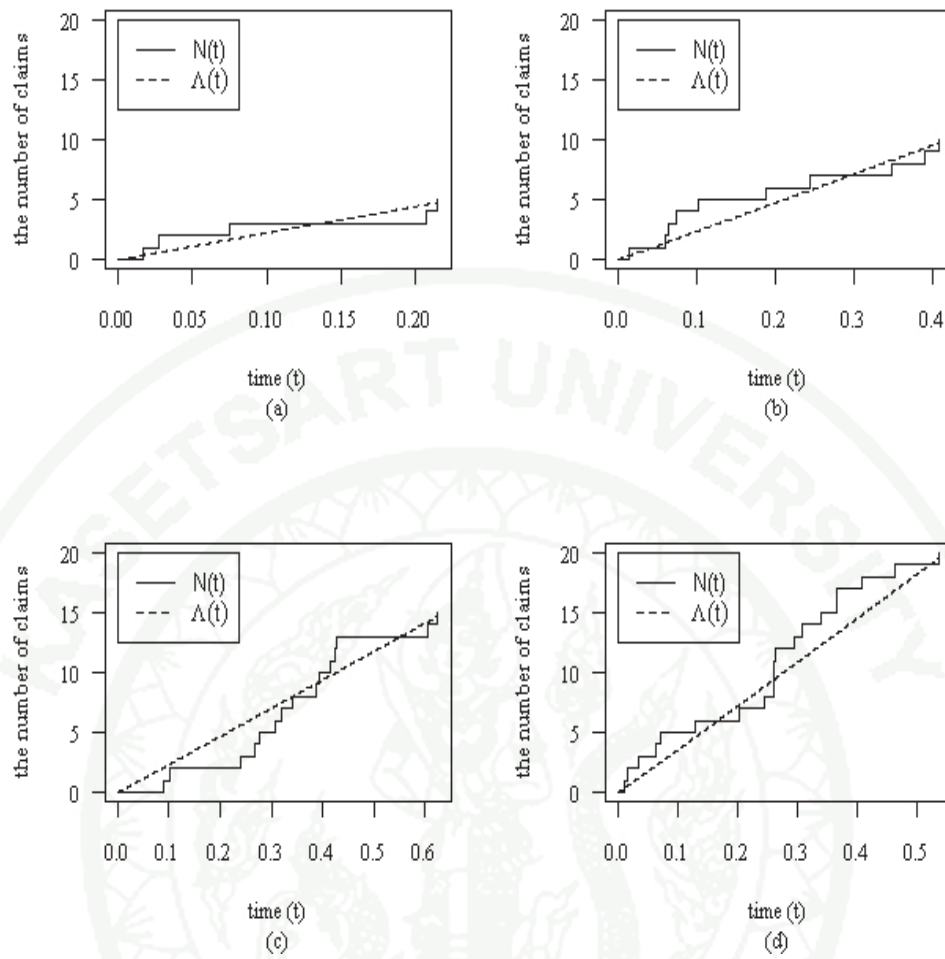 the number of claims
20
15
10
5
0
N(t)
Λ(t)
0.00 0.05 0.10 0.15 0.20
time (t)
(a)
the number of claims
20
15
10
5
0
N(t)
Λ(t)
0.0 0.1 0.2 0.3 0.4
time (t)
(b)
KASETSART UNIVERSITY
the number of claims
20
15
10
5
0
N(t)
Λ(t)
0.0 0.1 0.2 0.3 0.4 0.5 0.6
time (t)
(c)
the number of claims
20
15
10
5
0
N(t)
Λ(t)
0.0 0.1 0.2 0.3 0.4 0.5
time (t)
(d)